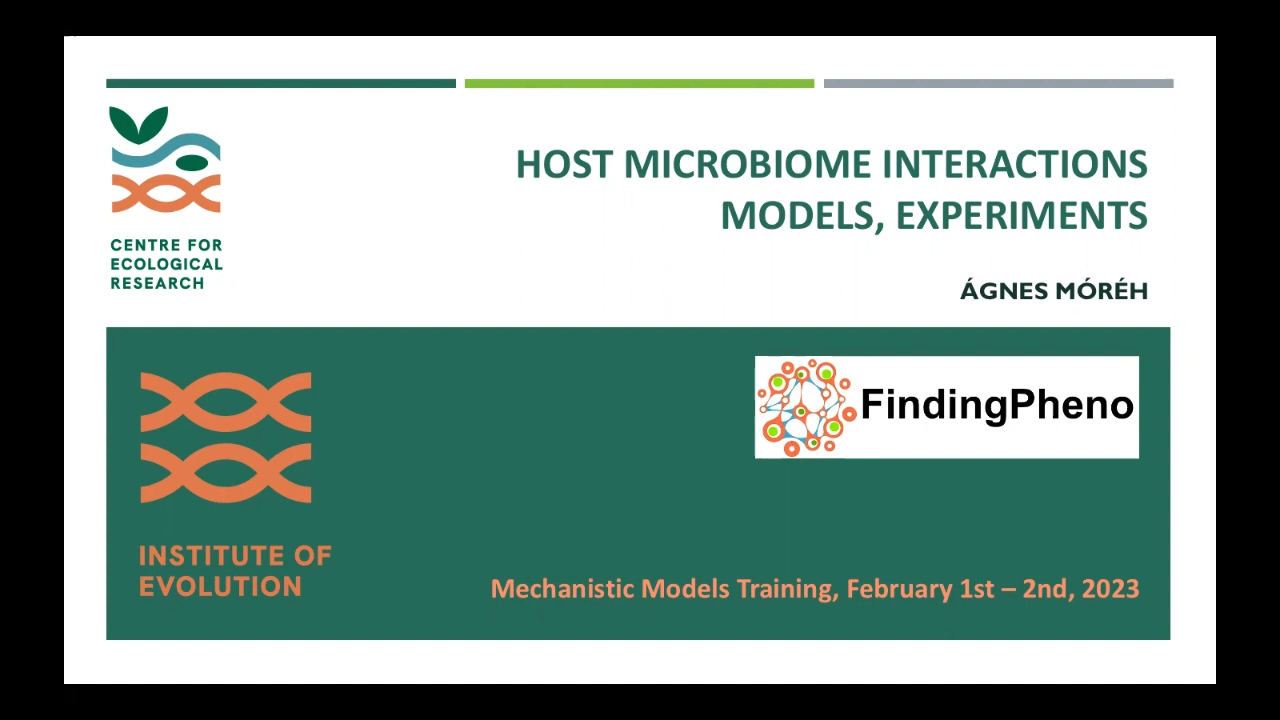 CENTRE FOR
ECOLOGICAL
RESEARCH
HOST MICROBIOME INTERACTIONS
MODELS, EXPERIMENTS
ÁGNES MÓRÉH
FindingPheno
INSTITUTE OF
EVOLUTION
Mechanistic Models Training, February 1st – 2nd, 2023